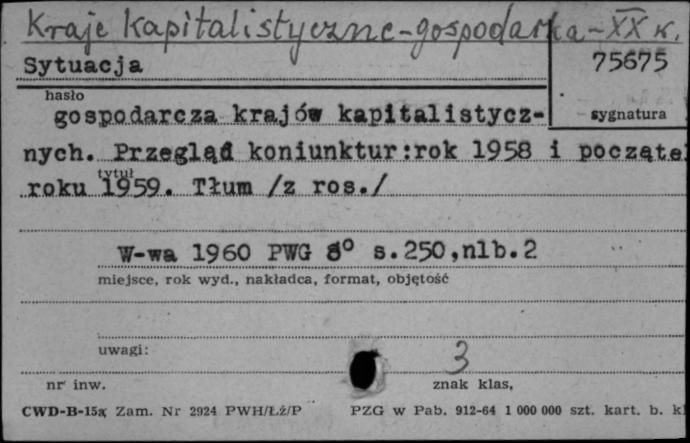 Kraje kapitalistyczne-gospodarka-XX w.
Sytuacja
75675
hasło
sygnatura
gospodarcza krajów kapitalistycz-
nych. Przegląd koniunktur:rok 1958 i począte
tytuł
roku 1959. Tłum /z ros./
W-wa 1960 PWG 8° s.250,nlb.2
miejsce, rok wyd., nakładca, format, objętość
uwagi:
3
nr inw.
znak klas,
CWD-B-15a; Zam. Nr 2924 PWH/Łź/P PZG w Pab. 912-64 1 000 000 szt. kart. b. kl